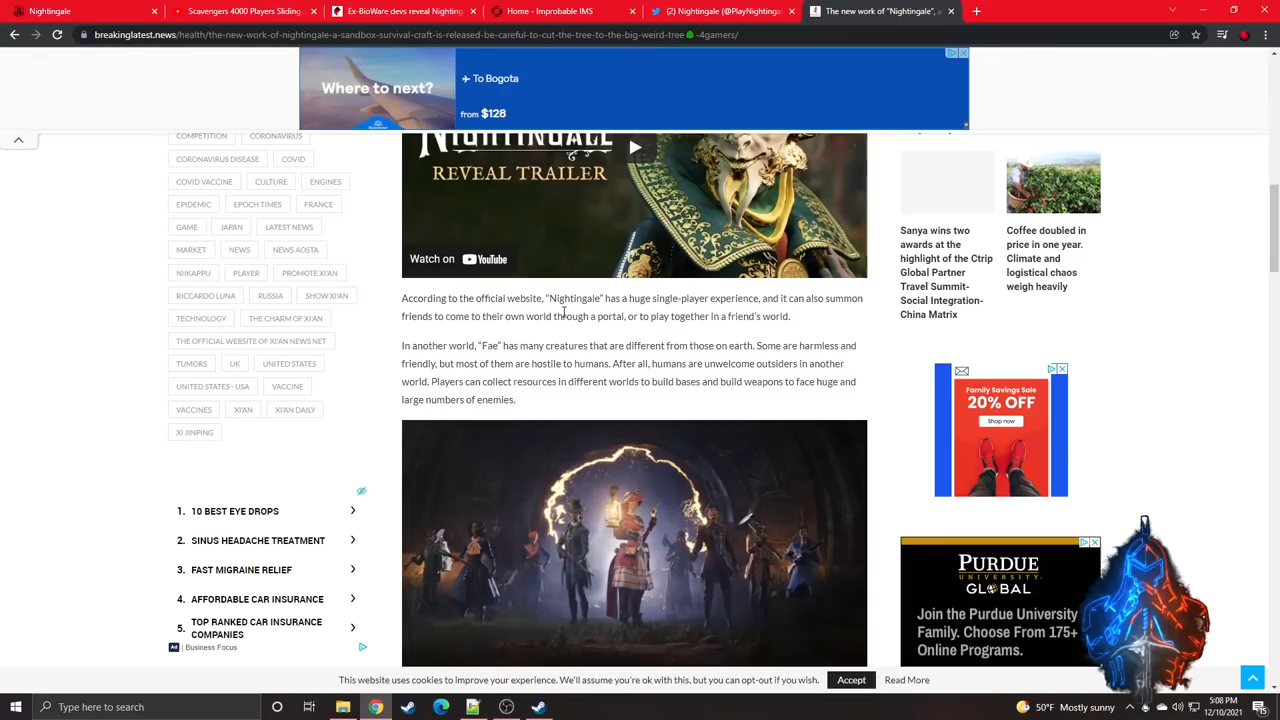 Nightingale
Scavengers 4000 Players Sliding
Ex-BioWare devs reveal Nighting
Home - Improbable IMS
(2) Nightingale (@PlayNightingal
The new work of "Nightingale", a
breakinglatest.news/health/the-new-work-of-nightingale-a-sandbox-survival-craft-is-released-be-careful-to-cut-the-big-weird-tree🌳-4gamers/
Where to next?
To Bogota
from $128
COMPETITION
CORONAVIRUS
CORONAVIRUS DISEASE
COVID
COVID VACCINE
CULTURE
ENGINES
EPIDEMIC
EPOCH TIMES
FRANCE
GAME
JAPAN
LATEST NEWS
MARKET
NEWS
NEWS AOSTA
NIIKAPPU
PLAYER
PROMOTE XI'AN
RICCARDO LUNA
RUSSIA
SHOW XI'AN
TECHNOLOGY
THE CHARM OF XI'AN
THE OFFICIAL WEBSITE OF XI'AN NEWS NET
TUMORS
UK
UNITED STATES
UNITED STATES - USA
VACCINE
VACCINES
XI'AN
XI'AN DAILY
XI JINPING
1. 10 BEST EYE DROPS
2. SINUS HEADACHE TREATMENT
3. FAST MIGRAINE RELIEF
4. AFFORDABLE CAR INSURANCE
5. TOP RANKED CAR INSURANCE
COMPANIES
Ad | Business Focus
NIGHTINGALE
REVEAL TRAILER
Watch on YouTube
According to the official website, "Nightingale" has a huge single-player experience, and it can also summon
friends to come to their own world through a portal, or to play together in a friend's world.
In another world, "Fae" has many creatures that are different from those on earth. Some are harmless and
friendly, but most of them are hostile to humans. After all, humans are unwelcome outsiders in another
world. Players can collect resources in different worlds to build bases and build weapons to face huge and
large numbers of enemies.
Sanya wins two
awards at the
highlight of the Ctrip
Global Partner
Travel Summit-
Social Integration-
China Matrix
Coffee doubled in
price in one year.
Climate and
logistical chaos
weigh heavily
Family Savings Sale
20% OFF
Shop now
PURDUE
UNIVERSITY
GLOBAL
Join the Purdue University
Family. Choose From 175+
Online Programs.
This website uses cookies to improve your experience. We'll assume you're ok with this, but you can opt-out if you wish.
Accept
Read More
Type here to search
50°F Mostly sunny
5:08 PM
12/10/2021
15